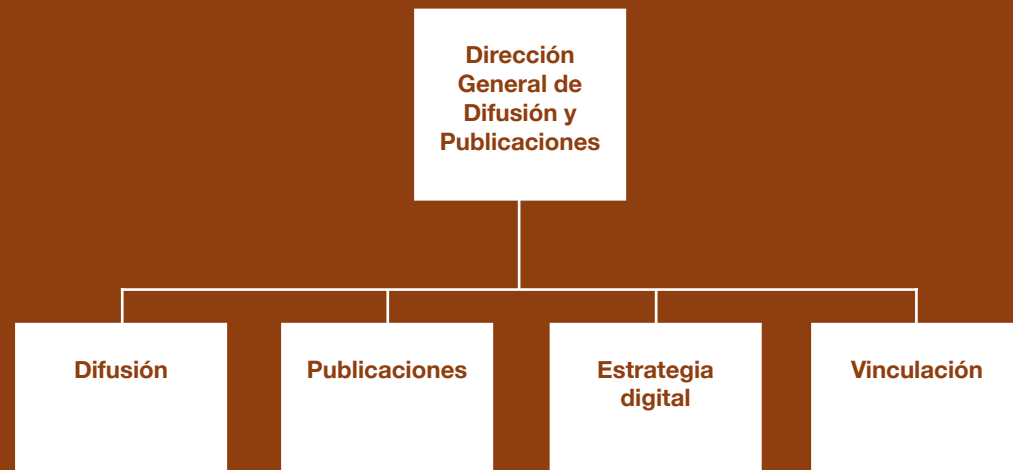 Dirección
General de
Difusión y
Publicaciones
Difusión
Publicaciones
Estrategia
digital
Vinculación